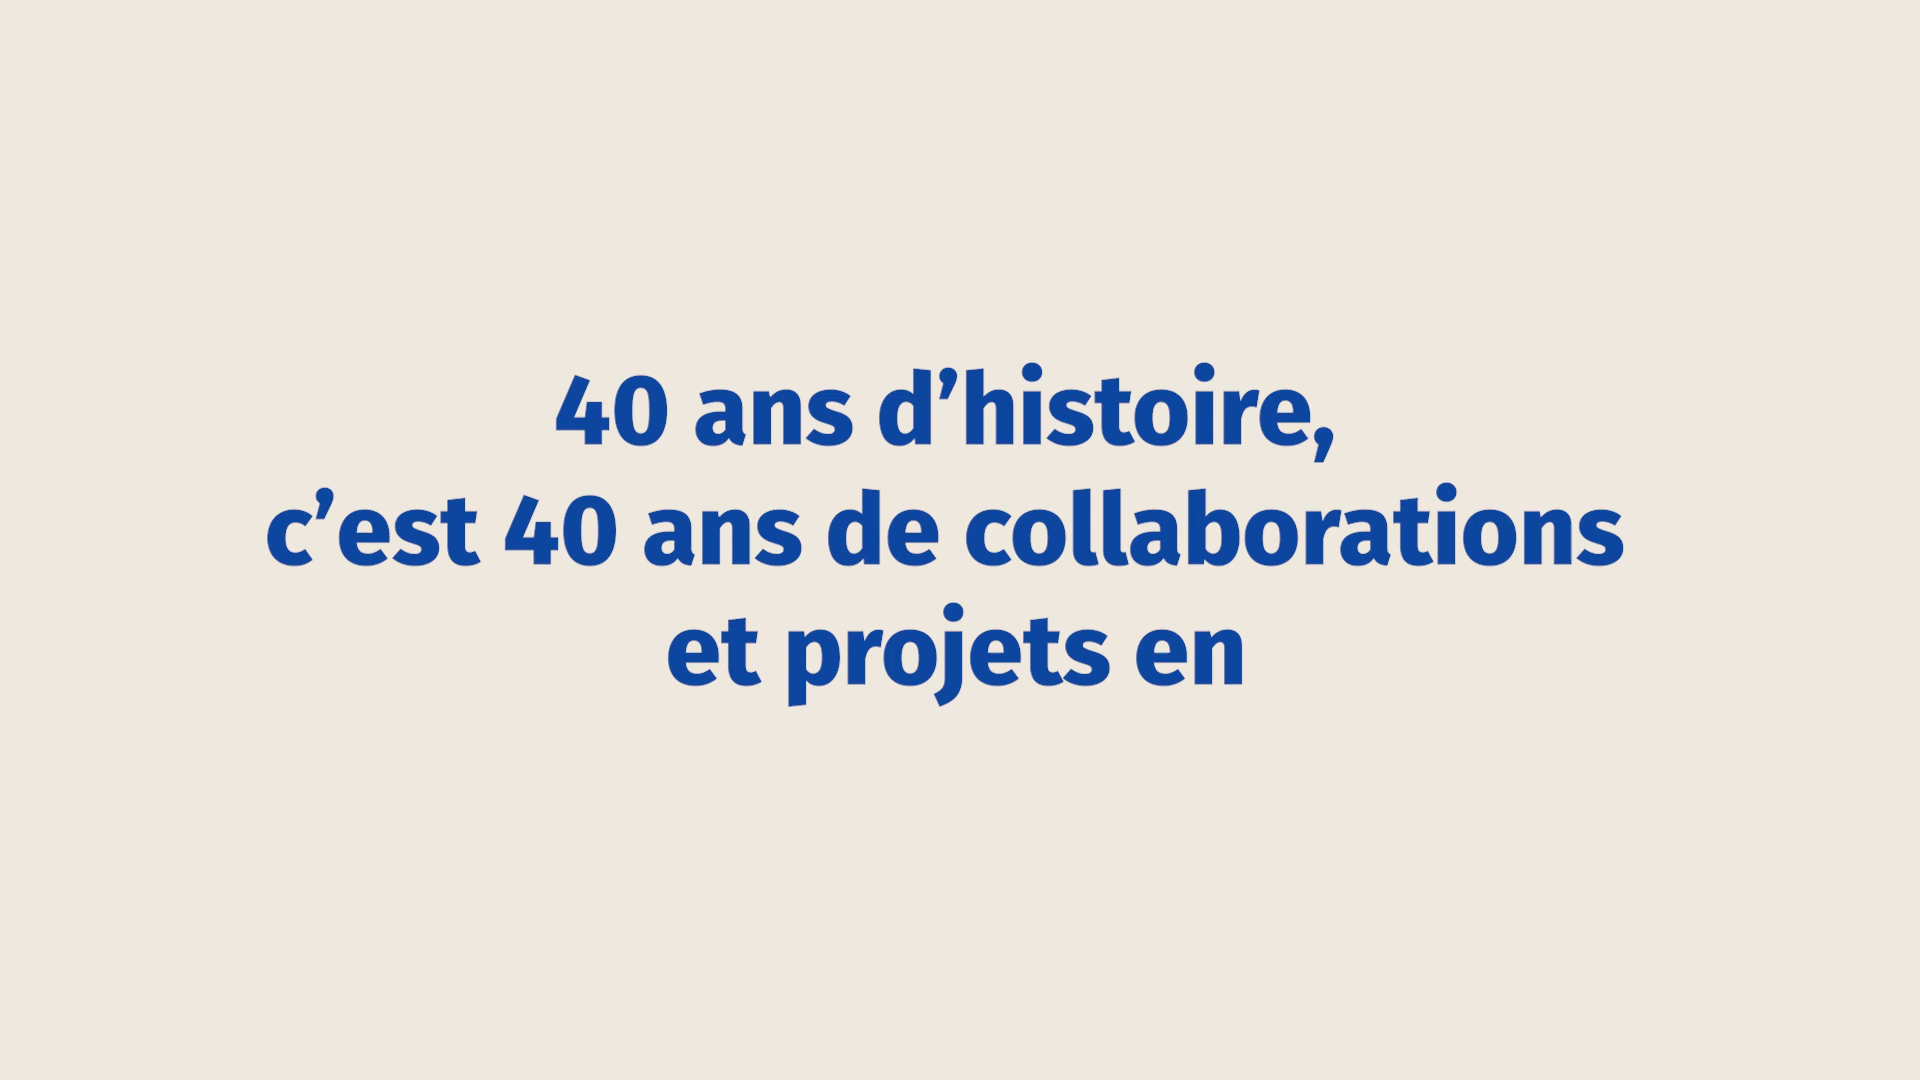 40 ans d’histoire,
c’est 40 ans de collaborations
et projets en